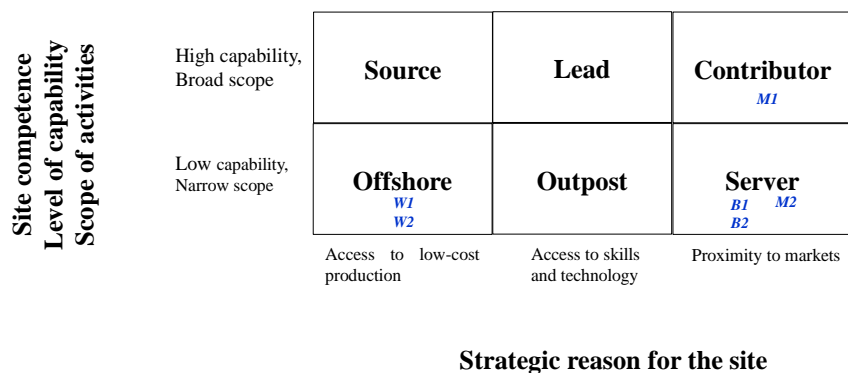 Site competence
Level of capability
Scope of activities
High capability,
Broad scope
Source
Lead
Contributor
M1
Low capability,
Narrow scope
Offshore
W1
W2
Outpost
Server
B1 M2
B2
Access to low-cost
production
Access to skills
and technology
Proximity to markets
Strategic reason for the site